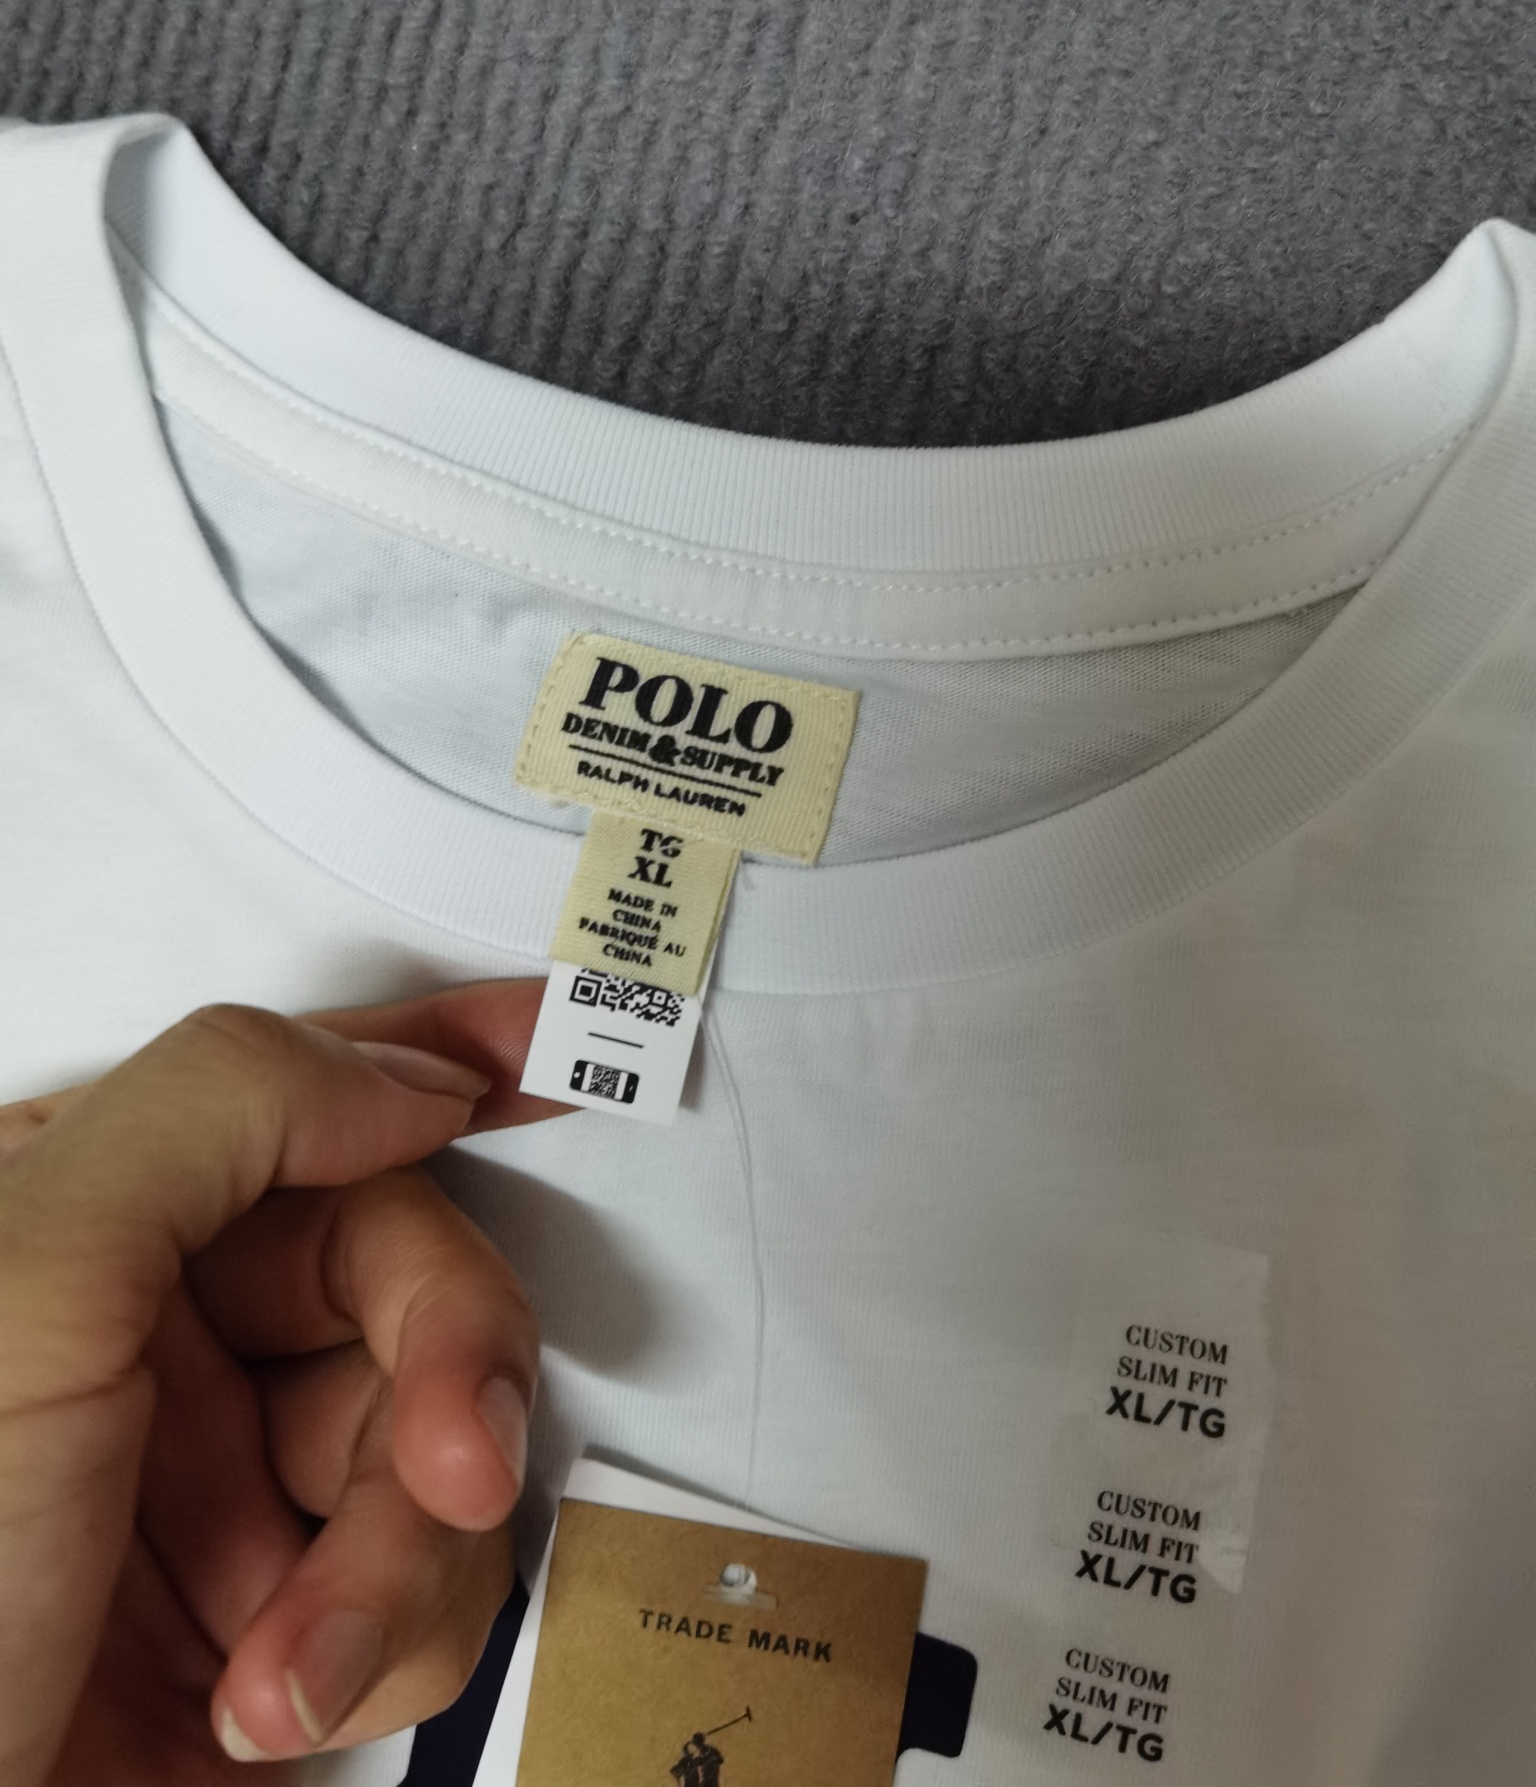 POLO
DENIM & SUPPLY
RALPH LAUREN
TG
XL
MADE IN
CHINA
FABRIQUÉ AU
CHINA
CUSTOM
SLIM FIT
XL/TG
CUSTOM
SLIM FIT
XL/TG
CUSTOM
SLIM FIT
XL/TG
TRADE MARK